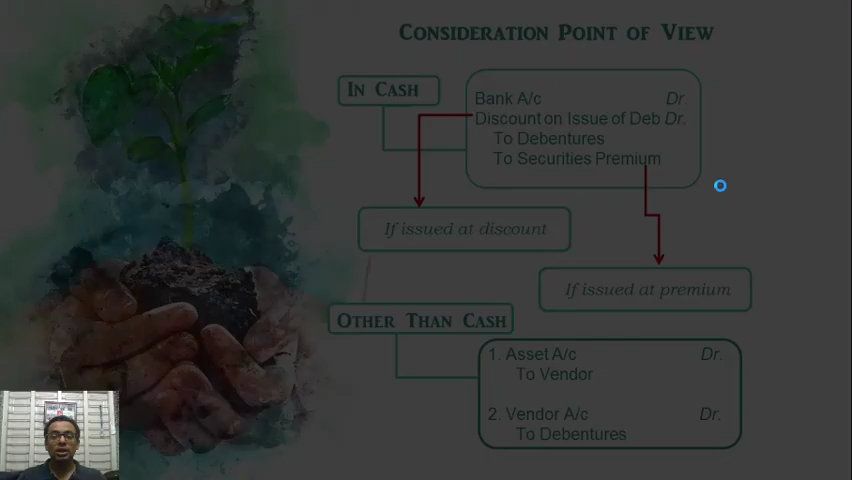 CONSIDERATION POINT OF VIEW
IN CASH
Bank A/c Dr
Discount on Issue of Deb Dr.
To Debentures
To Securities Premium
If issued at discount
If issued at premium
OTHER THAN CASH
1. Asset A/c Dr.
To Vendor
2. Vendor A/c Dr.
To Debentures